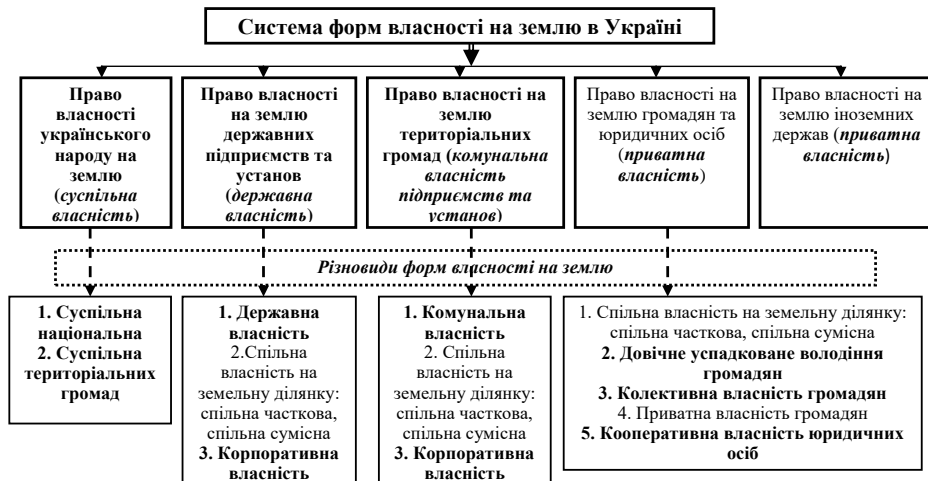 Система форм власності на землю в Україні
Право
власності
українського
народу на
землю
(суспільна
власність)
Право власності
на землю
державних
підприємств та
установ
(державна
власність)
Право власності на
землю
територіальних
громад (комунальна
власність
підприємств та
установ)
Право власності на
землю громадян та
юридичних осіб
(приватна
власність)
Право власності на
землю іноземних
держав (приватна
власність)
Різновиди форм власності на землю
1. Суспільна
національна
2. Суспільна
територіальних
громад
1. Державна
власність
2.Спільна
власність на
земельну ділянку:
спільна часткова,
спільна сумісна
3. Корпоративна
власність
1. Комунальна
власність
2. Спільна
власність на
земельну ділянку:
спільна часткова,
спільна сумісна
3. Корпоративна
власність
1. Спільна власність на земельну ділянку:
спільна часткова, спільна сумісна
2. Довічне успадковане володіння
громадян
3. Колективна власність громадян
4. Приватна власність громадян
5. Кооперативна власність юридичних
осіб